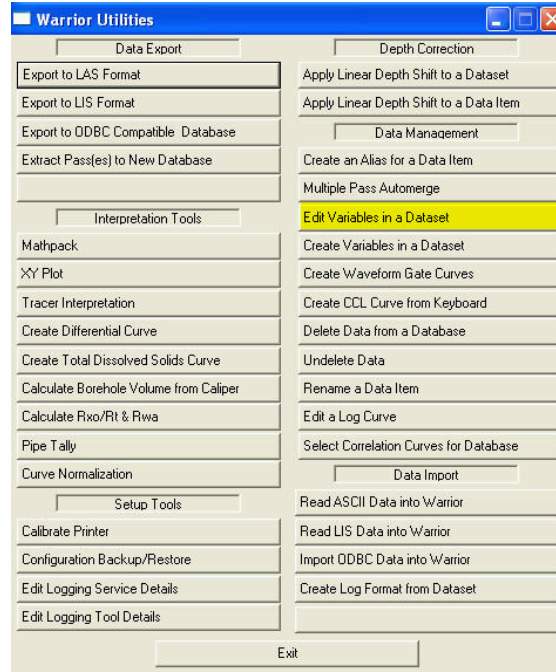 Warrior Utilities
Data Export
Export to LAS Format
Export to LIS Format
Export to ODBC Compatible Database
Extract Pass(es) to New Database
Interpretation Tools
Mathpack
XY Plot
Tracer Interpretation
Create Differential Curve
Create Total Dissolved Solids Curve
Calculate Borehole Volume from Caliper
Calculate Rxo/Rt & Rwa
Pipe Tally
Curve Normalization
Setup Tools
Calibrate Printer
Configuration Backup/Restore
Edit Logging Service Details
Edit Logging Tool Details
Depth Correction
Apply Linear Depth Shift to a Dataset
Apply Linear Depth Shift to a Data Item
Data Management
Create an Alias for a Data Item
Multiple Pass Automerge
Edit Variables in a Dataset
Create Variables in a Dataset
Create Waveform Gate Curves
Create CCL Curve from Keyboard
Delete Data from a Database
Undelete Data
Rename a Data Item
Edit a Log Curve
Select Correlation Curves for Database
Data Import
Read ASCII Data into Warrior
Read LIS Data into Warrior
Import ODBC Data into Warrior
Create Log Format from Dataset
Exit